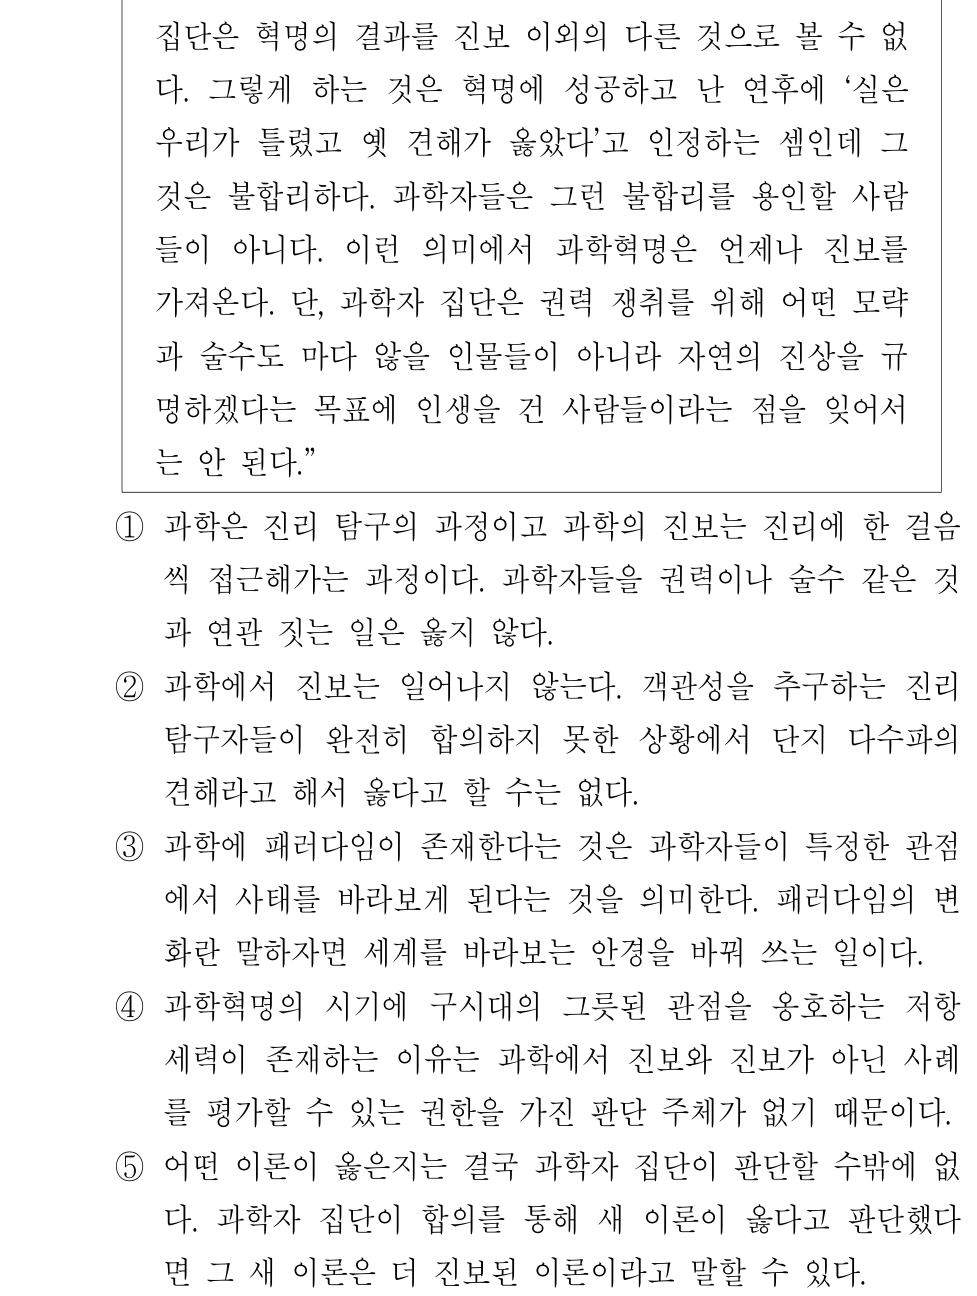 집단은 혁명의 결과를 진보 이외의 다른 것으로 볼 수 없
다. 그렇게 하는 것은 혁명에 성공하고 난 연후에 ‘실은
우리가 틀렸고 옛 견해가 옳았다’고 인정하는 셈인데 그
것은 불합리하다. 과학자들은 그런 불합리를 용인할 사람
들이 아니다. 이런 의미에서 과학혁명은 언제나 진보를
가져온다. 단, 과학자 집단은 권력 쟁취를 위해 어떤 모략
과 술수도 마다 않을 인물들이 아니라 자연의 진상을 규
명하겠다는 목표에 인생을 건 사람들이라는 점을 잊어서
는 안 된다.”
① 과학은 진리 탐구의 과정이고 과학의 진보는 진리에 한 걸음
씩 접근해가는 과정이다. 과학자들을 권력이나 술수 같은 것
과 연관 짓는 일은 옳지 않다.
② 과학에서 진보는 일어나지 않는다. 객관성을 추구하는 진리
탐구자들이 완전히 합의하지 못한 상황에서 단지 다수파의
견해라고 해서 옳다고 할 수는 없다.
③ 과학에 패러다임이 존재한다는 것은 과학자들이 특정한 관점
에서 사태를 바라보게 된다는 것을 의미한다. 패러다임의 변
화란 말하자면 세계를 바라보는 안경을 바꿔 쓰는 일이다.
④ 과학혁명의 시기에 구시대의 그릇된 관점을 옹호하는 저항
세력이 존재하는 이유는 과학에서 진보와 진보가 아닌 사례
를 평가할 수 있는 권한을 가진 판단 주체가 없기 때문이다.
⑤ 어떤 이론이 옳은지는 결국 과학자 집단이 판단할 수밖에 없
다. 과학자 집단이 합의를 통해 새 이론이 옳다고 판단했다
면 그 새 이론은 더 진보된 이론이라고 말할 수 있다.